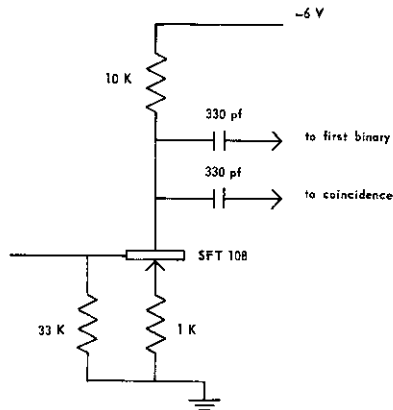 -6 V
10 K
330 pf
to first binary
330 pf
to coincidence
SFT 108
33 K
1 K